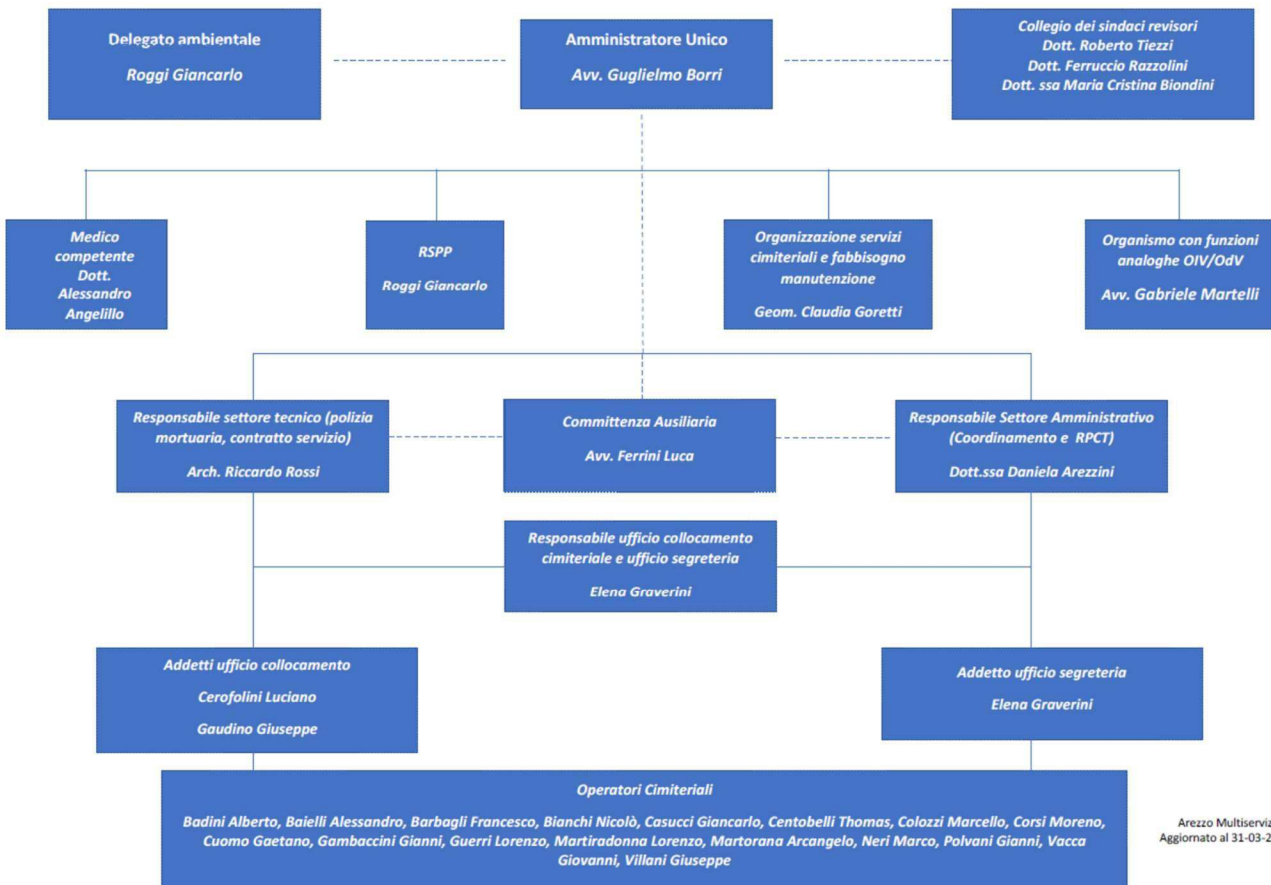 Delegato ambientale
Roggi Giancarlo
Amministratore Unico
Avv. Guglielmo Borri
Collegio dei sindaci revisori
Dott. Roberto Tiezzi
Dott. Ferruccio Razzolini
Dott. ssa Maria Cristina Biondini
Medico
competente
Dott.
Alessandro
Angelillo
RSPP
Roggi Giancarlo
Organizzazione servizi
cimiteriali e fabbisogno
manutenzione
Geom. Claudia Goretti
Organismo con funzioni
analoghe OIV/OdV
Avv. Gabriele Martelli
Responsabile settore tecnico (polizia
mortuaria, contratto servizio)
Arch. Riccardo Rossi
Committenza Ausiliaria
Avv. Ferrini Luca
Responsabile Settore Amministrativo
(Coordinamento e RPCT)
Dott.ssa Daniela Arezzini
Responsabile ufficio collocamento
cimiteriale e ufficio segreteria
Elena Graverini
Addetti ufficio collocamento
Cerofolini Luciano
Gaudino Giuseppe
Addetto ufficio segreteria
Elena Graverini
Operatori Cimiteriali
Badini Alberto, Baielli Alessandro, Barbagli Francesco, Bianchi Nicolò, Casucci Giancarlo, Centobelli Thomas, Colozzi Marcello, Corsi Moreno,
Cuomo Gaetano, Gambaccini Gianni, Guerri Lorenzo, Martiradonna Lorenzo, Martorana Arcangelo, Neri Marco, Polvani Gianni, Vacca
Giovanni, Villani Giuseppe
Arezzo Multiserviz
Aggiornato al 31-03-2